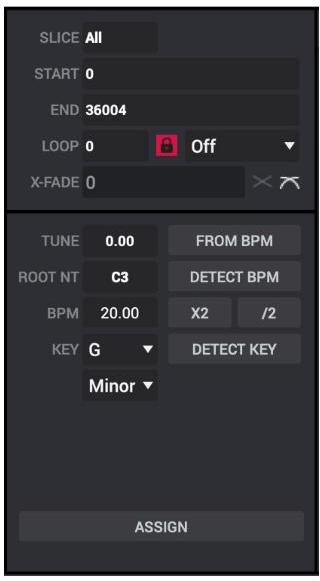 SLICE All
START 0
END 36004
LOOP 0 Off
X-FADE 0
TUNE 0.00 FROM BPM
ROOT NT C3 DETECT BPM
BPM 20.00 X2 /2
KEY G DETECT KEY
Minor
ASSIGN